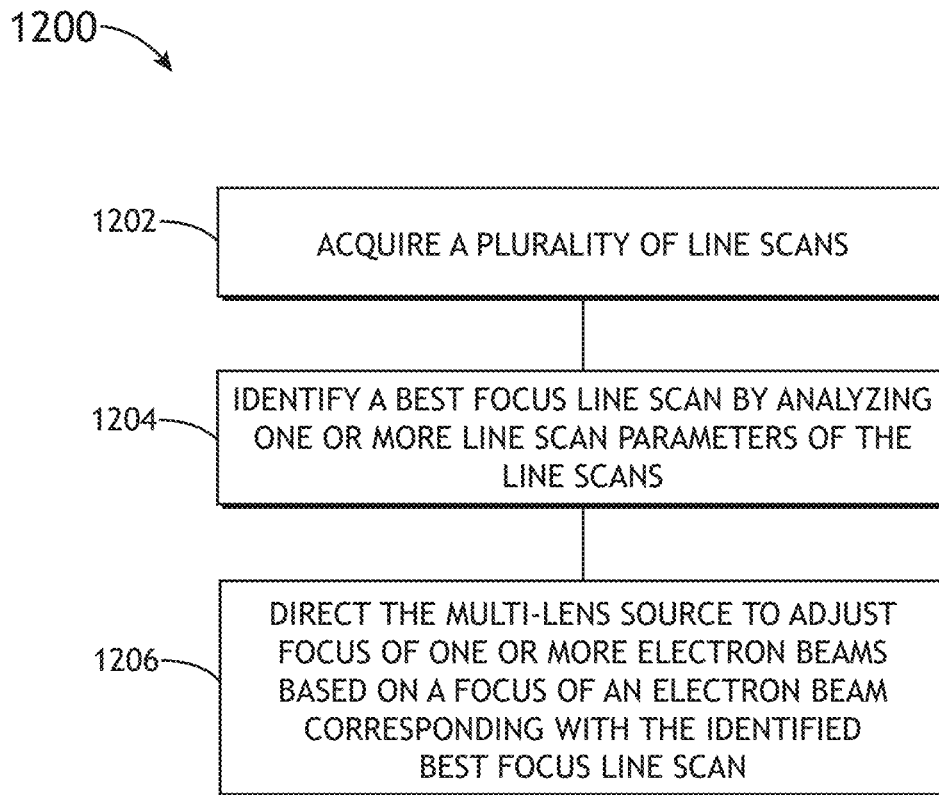 1200
1202
ACQUIRE A PLURALITY OF LINE SCANS
1204
IDENTIFY A BEST FOCUS LINE SCAN BY ANALYZING
ONE OR MORE LINE SCAN PARAMETERS OF THE
LINE SCANS
1206
DIRECT THE MULTI-LENS SOURCE TO ADJUST
FOCUS OF ONE OR MORE ELECTRON BEAMS
BASED ON A FOCUS OF AN ELECTRON BEAM
CORRESPONDING WITH THE IDENTIFIED
BEST FOCUS LINE SCAN